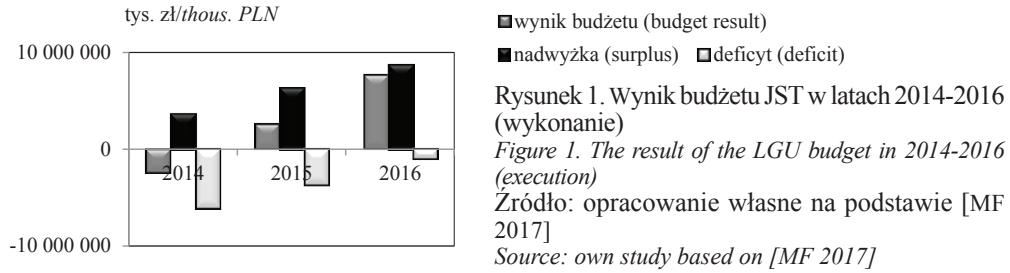 tys. zł/thous. PLN
10 000 000
0
-10 000 000
2014
2015
2016
wynik budżetu (budget result)
nadwyżka (surplus) deficyt (deficit)
Rysunek 1. Wynik budżetu JST w latach 2014-2016
(wykonanie)
Figure 1. The result of the LGU budget in 2014-2016
(execution)
Źródło: opracowanie własne na podstawie [MF
2017]
Source: own study based on [MF 2017]